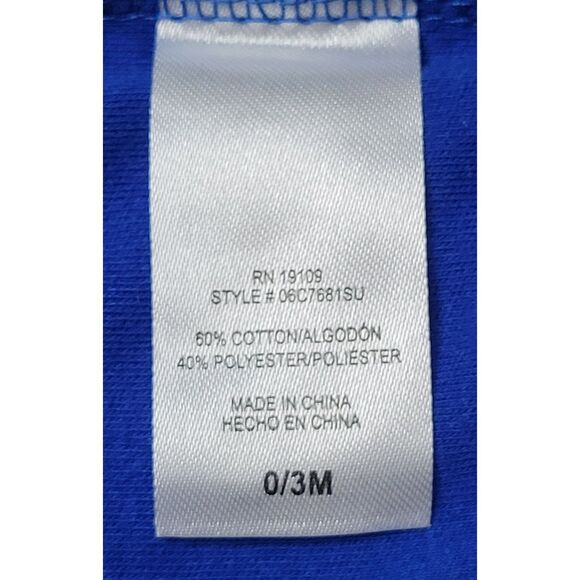 RN 19109
STYLE # 06C7681SU
60% COTTON/ALGODÓN
40% POLYESTER/POLIESTER
MADE IN CHINA
HECHO EN CHINA
0/3M